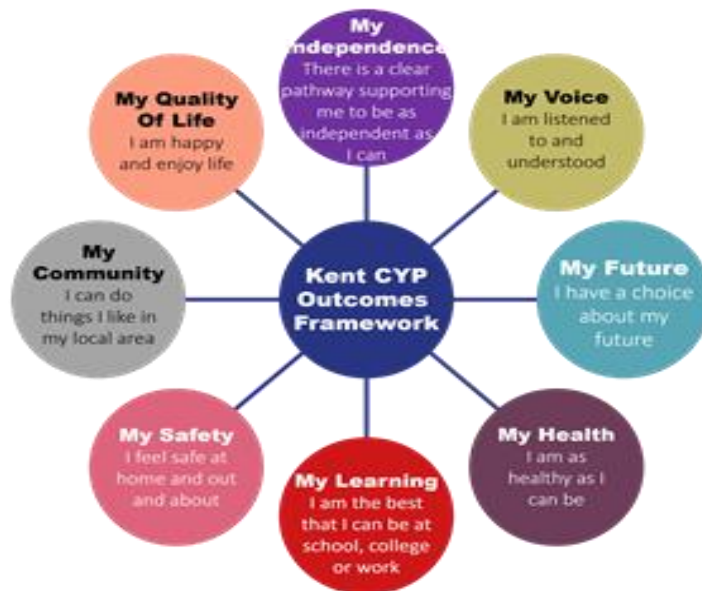 My
Independence
There is a clear
pathway supporting
me to be as
independent as
I can
My Voice
I am listened
to and
understood
My Future
I have a choice
about my
future
My Health
I am as
healthy as I
can be
My Learning
I am the best
that I can be at
school, college
or work
My Safety
I feel safe at
home and out
and about
My
Community
I can do
things I like in
my local area
My Quality
Of Life
I am happy
and enjoy life
Kent CYP
Outcomes
Framework